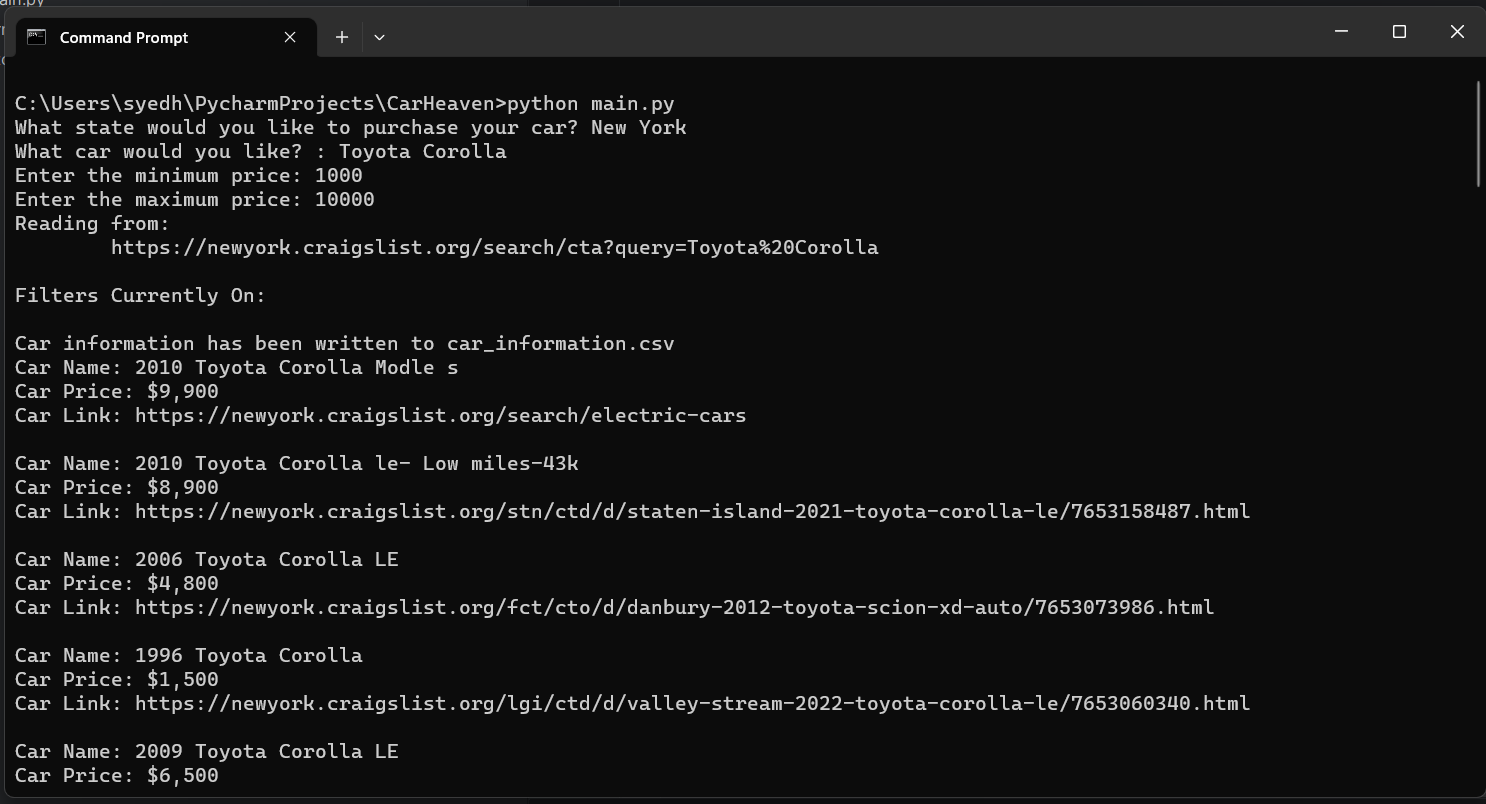 ain.py
Command Prompt
C:\Users\syedh\PycharmProjects\CarHeaven>python main.py
What state would you like to purchase your car? New York
What car would you like? : Toyota Corolla
Enter the minimum price: 1000
Enter the maximum price: 10000
Reading from:
https://newyork.craigslist.org/search/cta?query=Toyota%20Corolla
Filters Currently On:
Car information has been written to car_information.csv
Car Name: 2010 Toyota Corolla Modle s
Car Price: $9,900
Car Link: https://newyork.craigslist.org/search/electric-cars
Car Name: 2010 Toyota Corolla le- Low miles-43k
Car Price: $8,900
Car Link: https://newyork.craigslist.org/stn/ctd/d/staten-island-2021-toyota-corolla-le/7653158487.html
Car Name: 2006 Toyota Corolla LE
Car Price: $4,800
Car Link: https://newyork.craigslist.org/fct/cto/d/danbury-2012-toyota-scion-xd-auto/7653073986.html
Car Name: 1996 Toyota Corolla
Car Price: $1,500
Car Link: https://newyork.craigslist.org/lgi/ctd/d/valley-stream-2022-toyota-corolla-le/7653060340.html
Car Name: 2009 Toyota Corolla LE
Car Price: $6,500